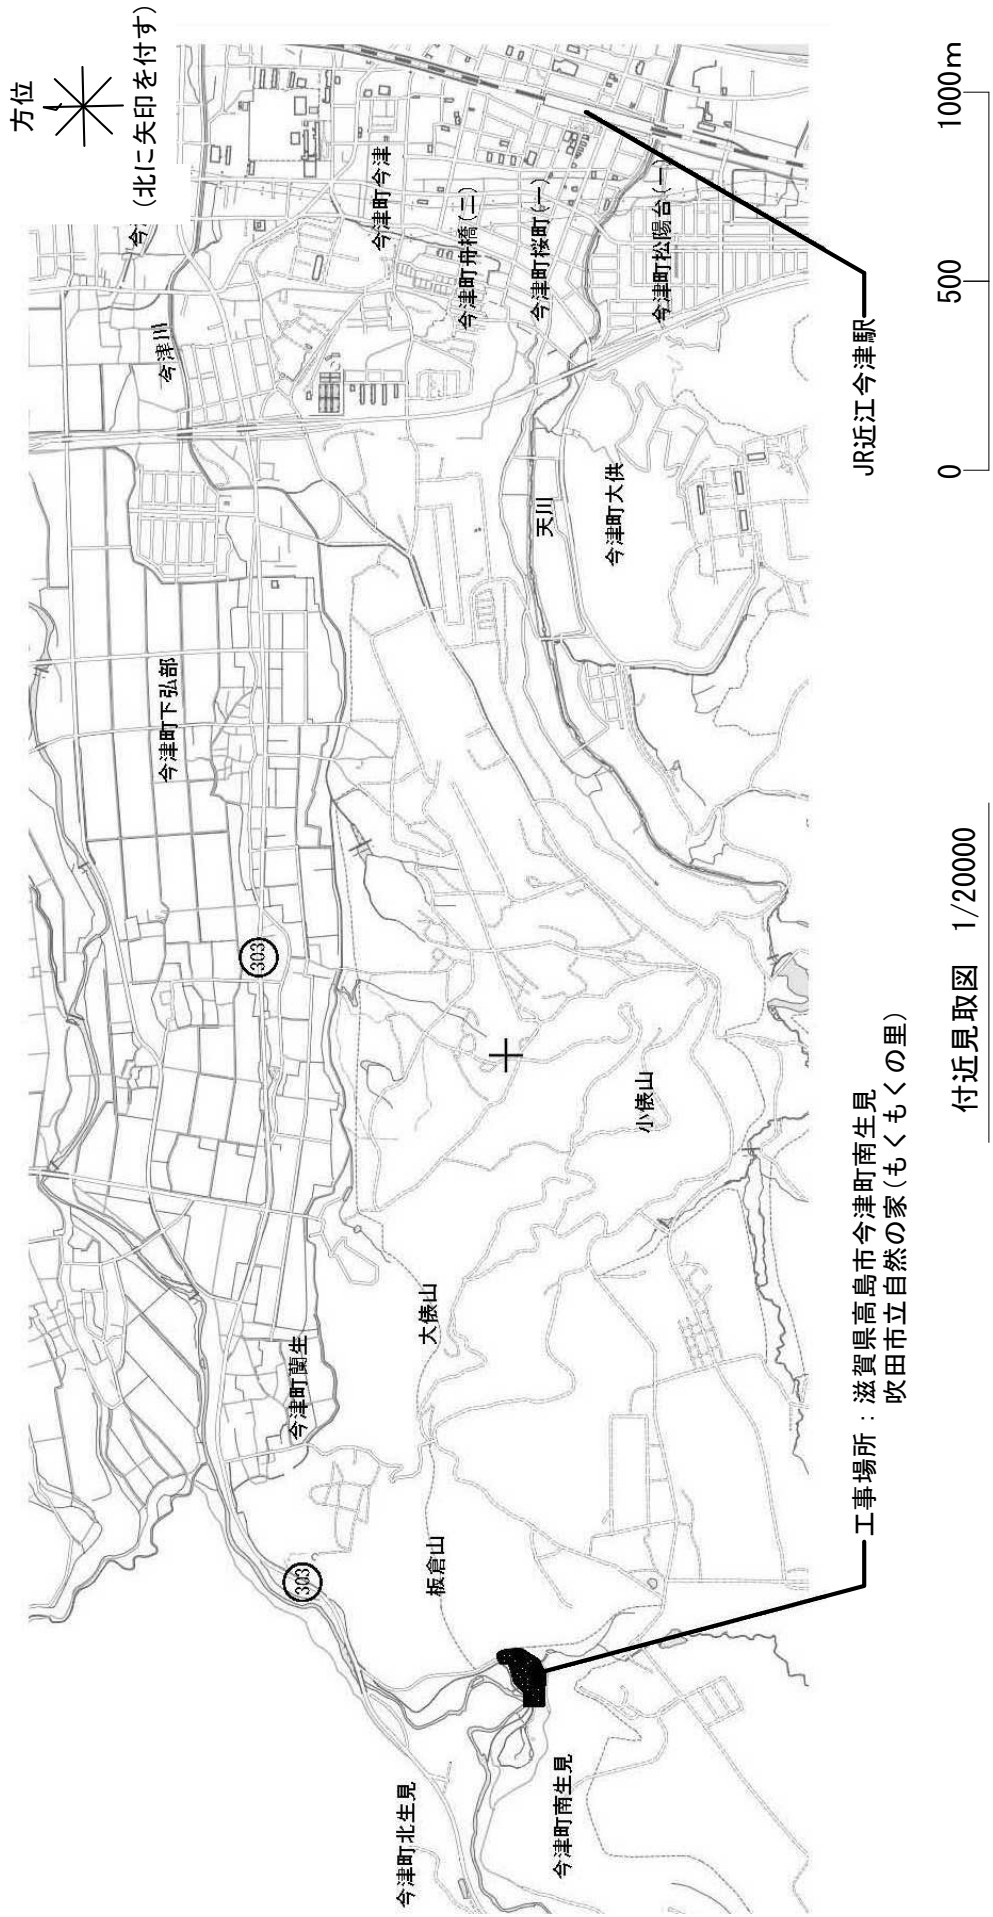 方位
(北に矢印を付す)
今津川
今津町今津
今津町舟橋(二)
今津町桜町(一)
今津町松陽台(一)
天川
今津町大供
今津町下弘部
303
小俵山
大俵山
今津町蘭生
303
板倉山
今津町北生見
今津町南生見
JR近江今津駅
工事場所：滋賀県高島市今津町南生見
吹田市立自然の家(もくもくの里)
付近見取図 1/20000
0 500 1000m